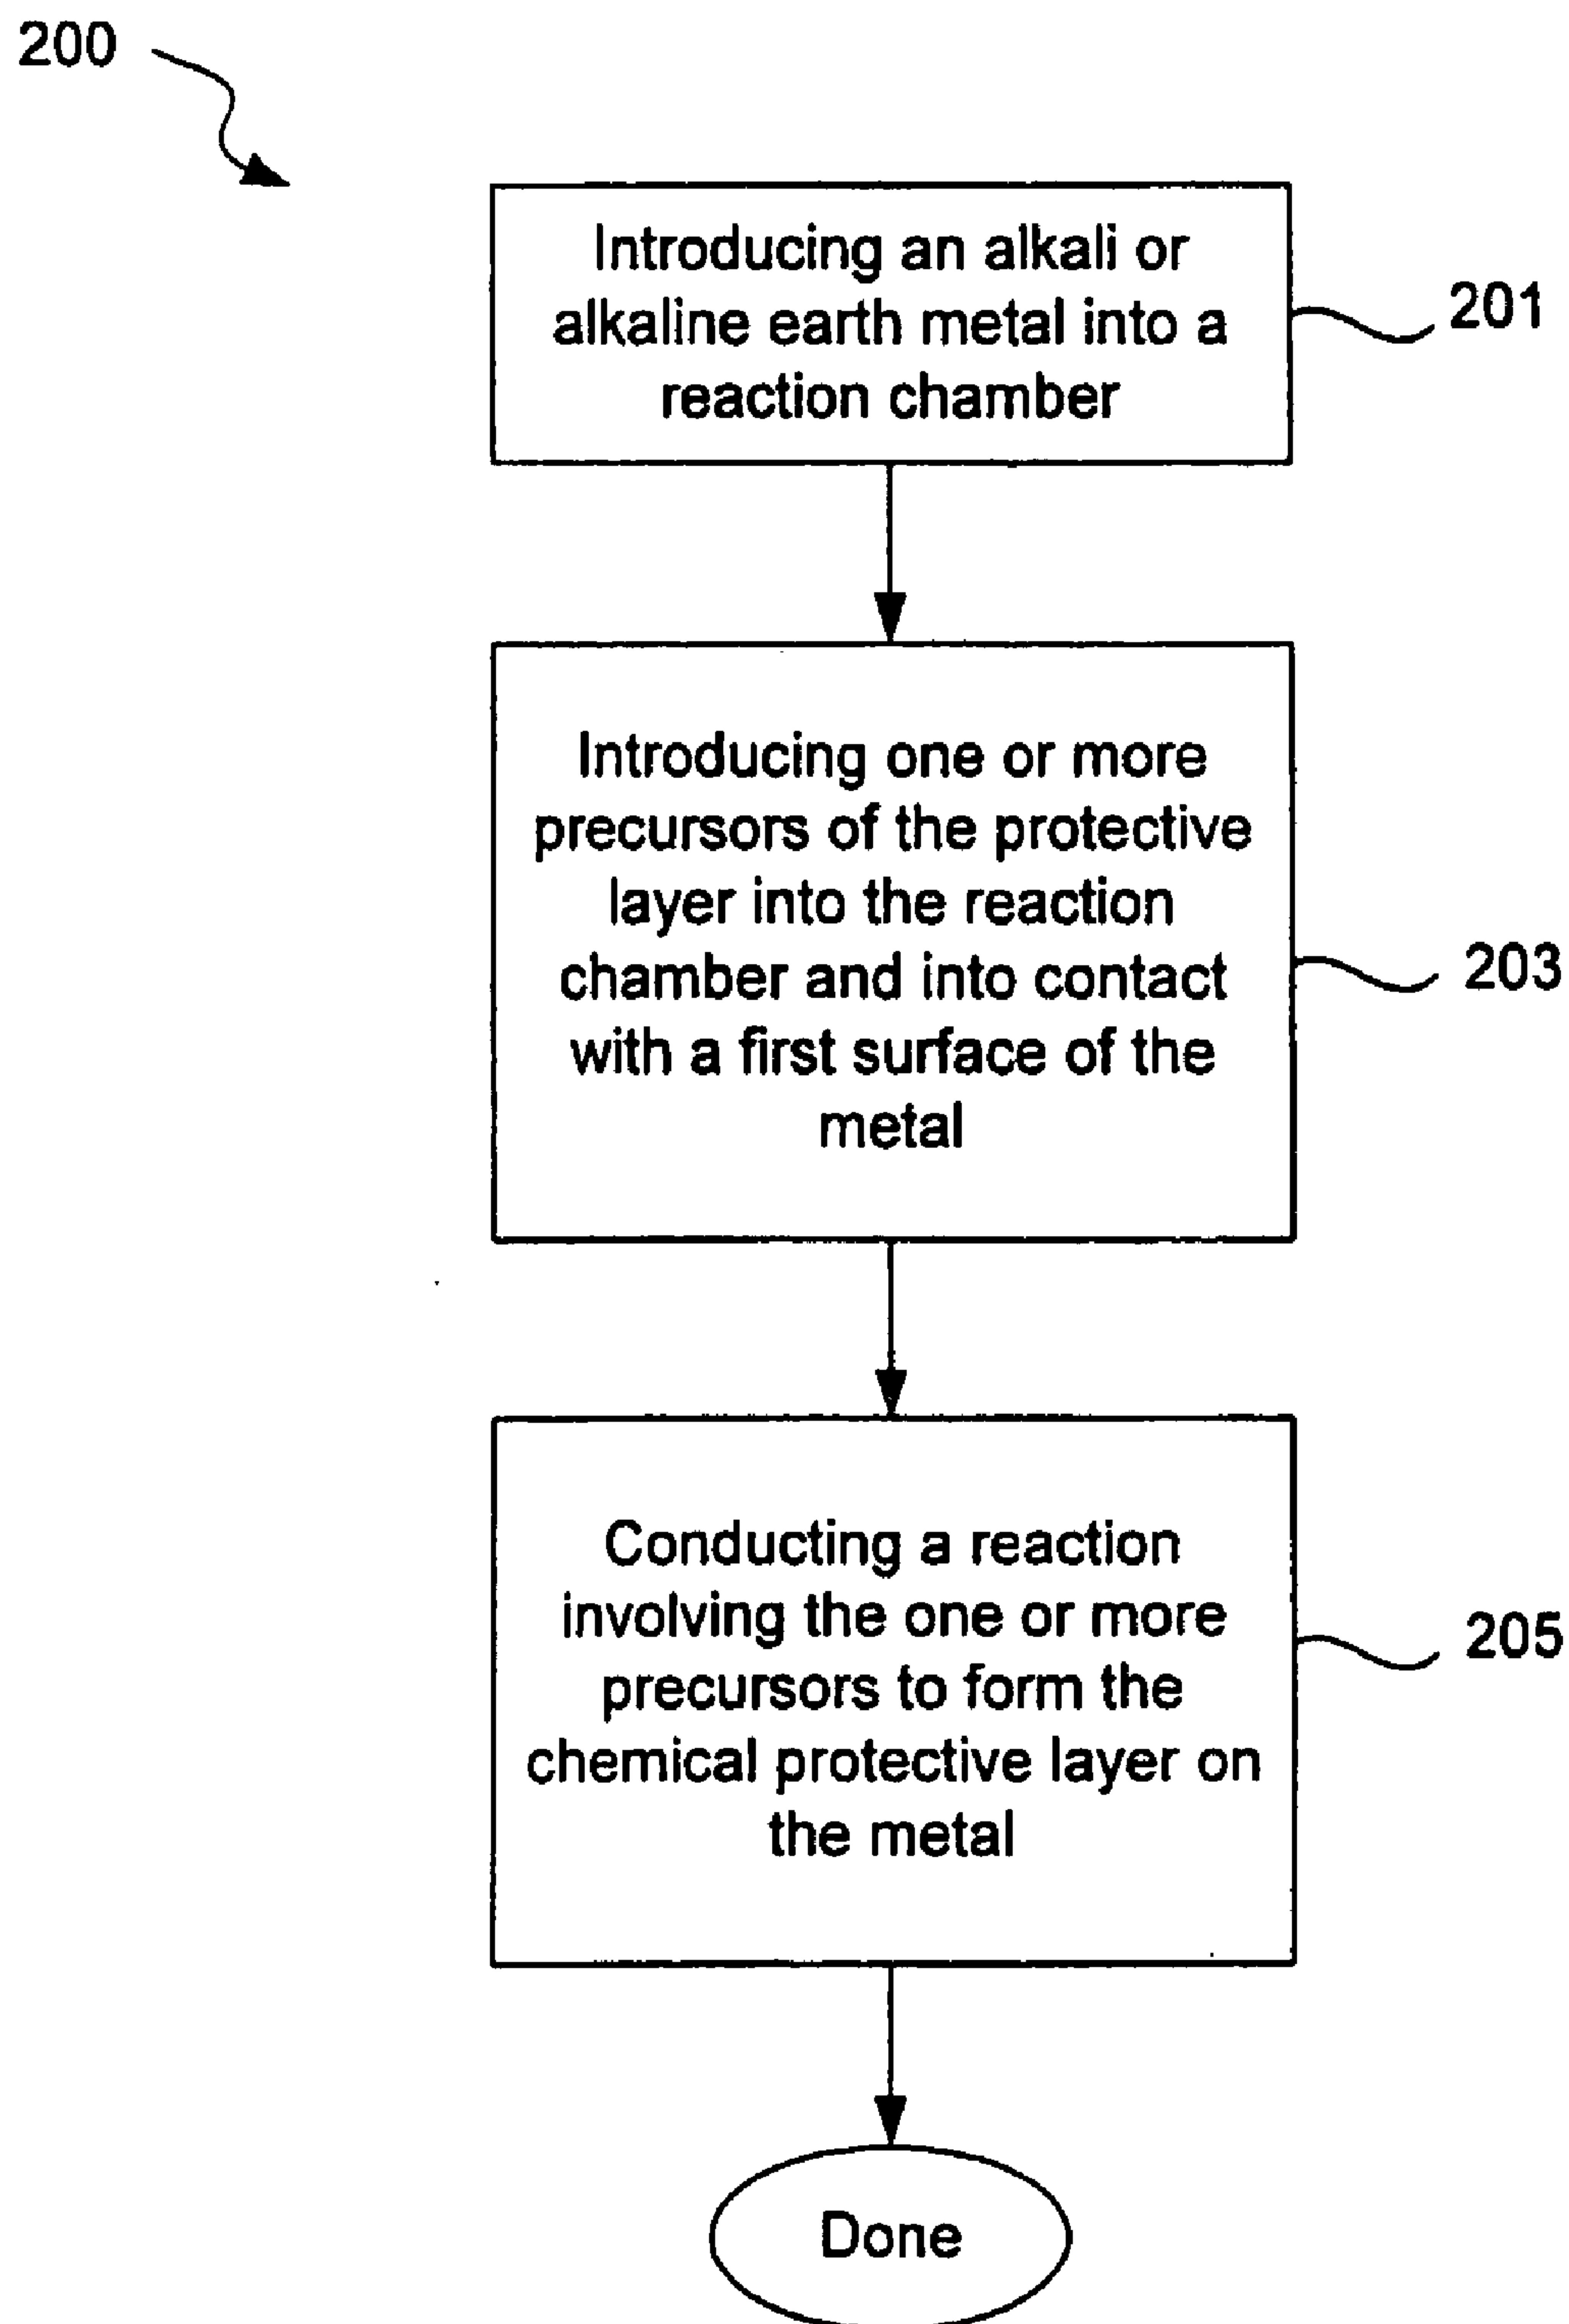 200
Introducing an alkali or
alkaline earth metal into a
reaction chamber
201
Introducing one or more
precursors of the protective
layer into the reaction
chamber and into contact
with a first surface of the
metal
203
Conducting a reaction
involving the one or more
precursors to form the
chemical protective layer on
the metal
205
Done